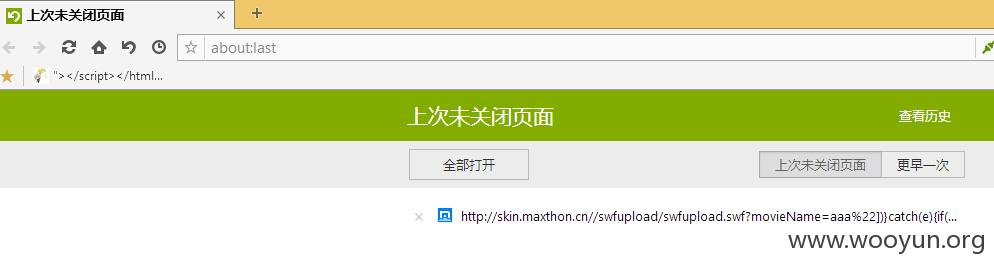 上次未关闭页面
about:last
"></script></html...
上次未关闭页面
查看历史
全部打开
上次未关闭页面
更早一次
http://skin.maxthon.cn//swfupload/swfupload.swf?movieName=aaa%22])}catch(e){if(...
www.wooyun.org